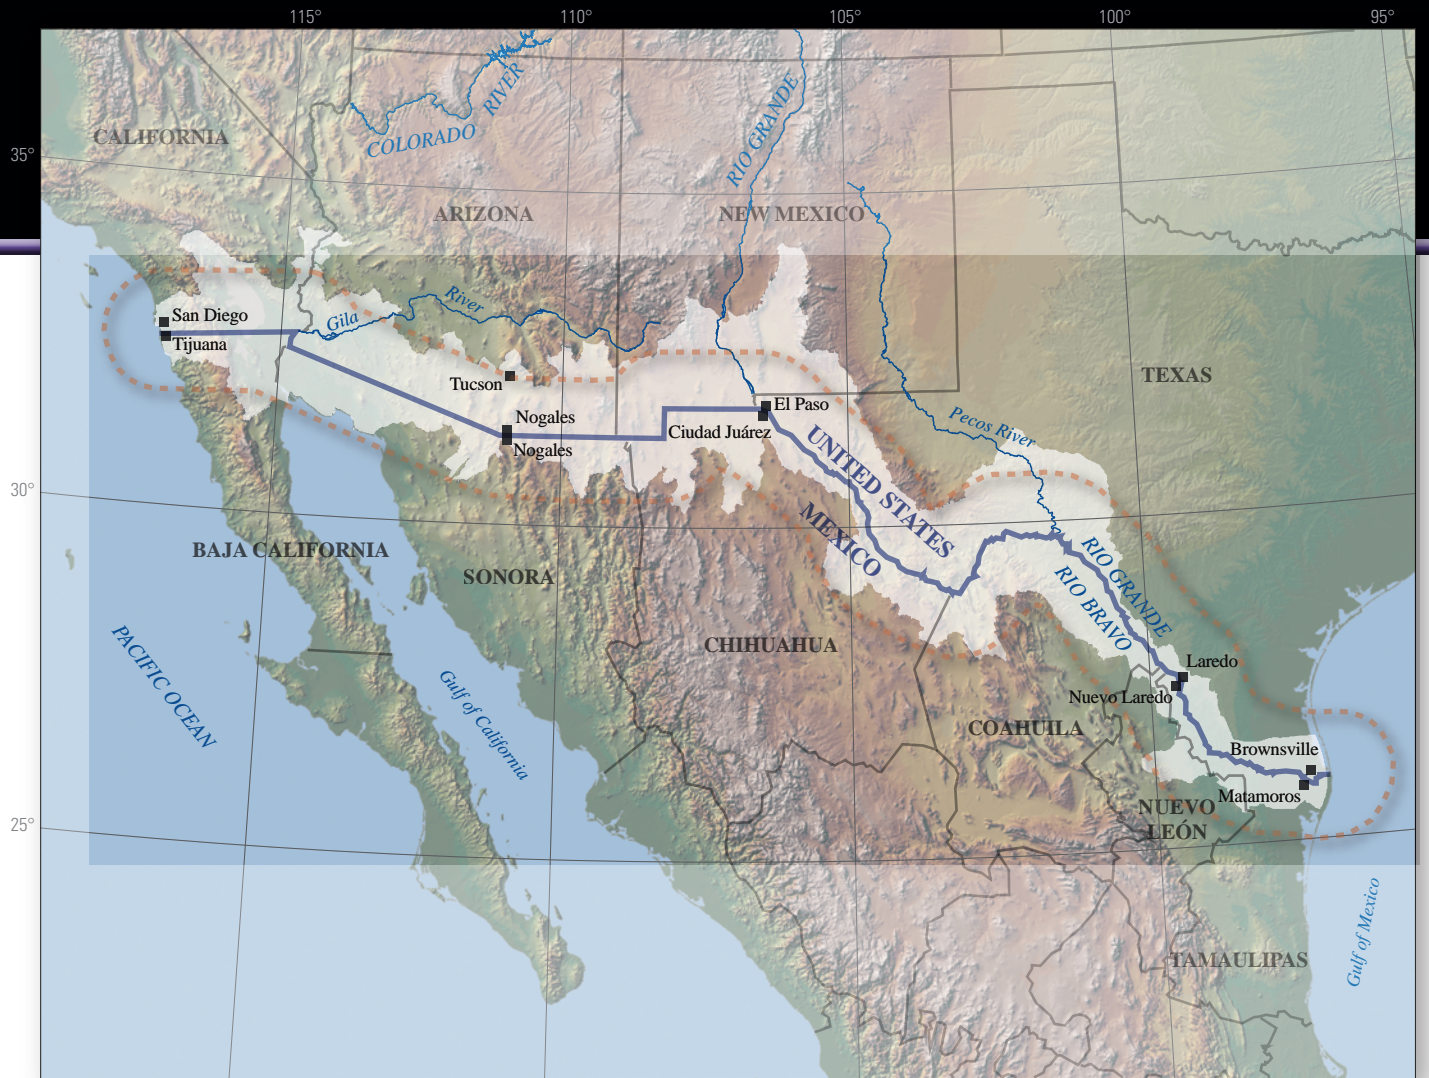 115°
110°
105°
100°
95°
35°
30°
25°
CALIFORNIA
COLORADO
RIVER
RIO GRANDE
ARIZONA
NEW MEXICO
San Diego
Tijuana
Gila
River
Tucson
Nogales
Nogales
El Paso
Ciudad Juárez
TEXAS
Pecos River
UNITED STATES
MEXICO
BAJA CALIFORNIA
SONORA
CHIHUAHUA
RIO GRANDE
RIO BRAVO
PACIFIC OCEAN
Gulf of California
Laredo
Nuevo Laredo
COAHUILA
Brownsville
Matamoros
NUEVO
LEÓN
TAMAULIPAS
Gulf of Mexico